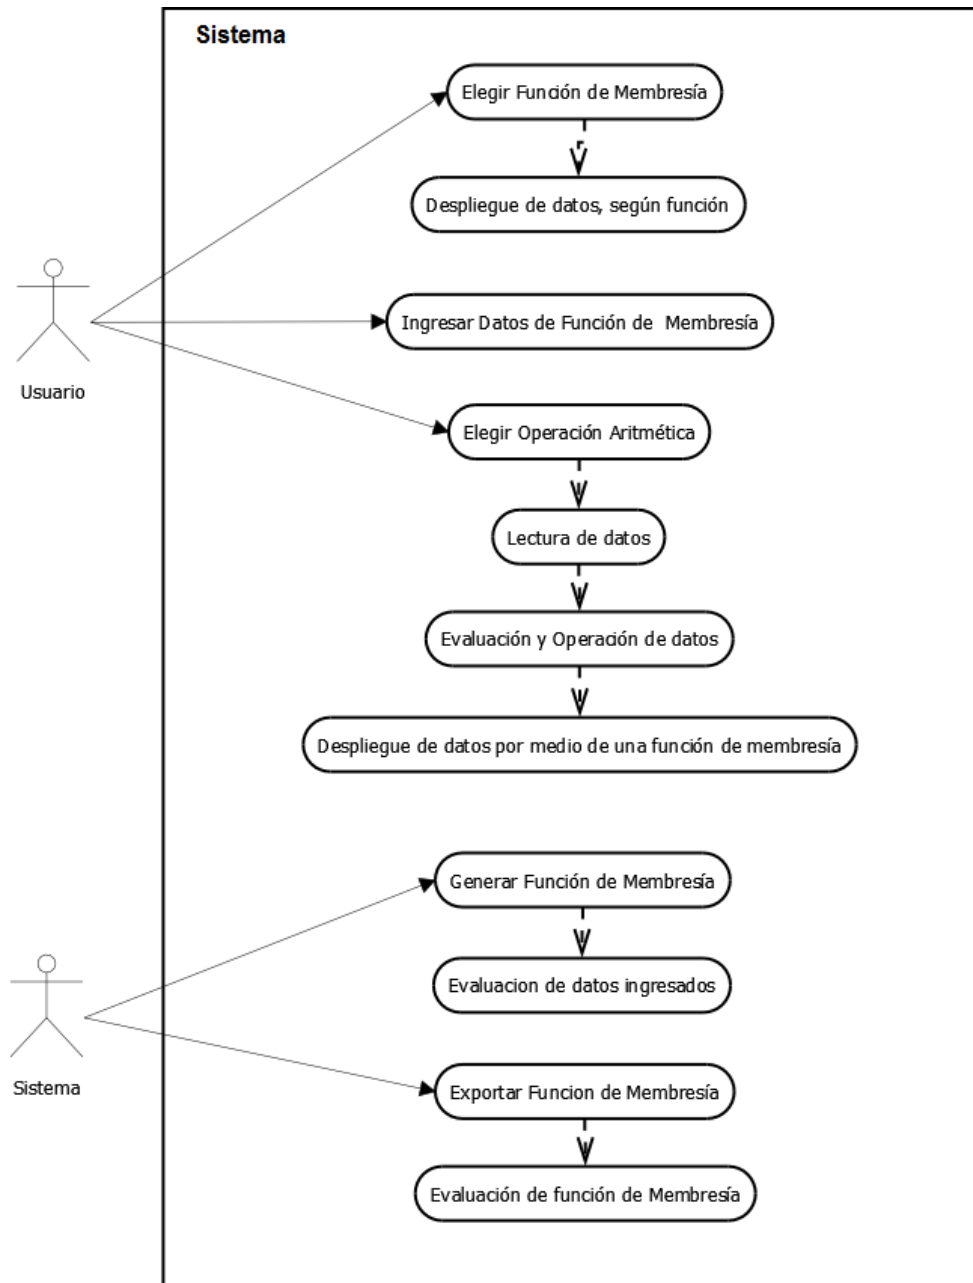 Sistema
Elegir Función de Membresía
Despliegue de datos, según función
Ingresar Datos de Función de Membresía
Usuario
Elegir Operación Aritmética
Lectura de datos
Evaluación y Operación de datos
Despliegue de datos por medio de una función de membresía
Generar Función de Membresía
Evaluacion de datos ingresados
Sistema
Exportar Funcion de Membresía
Evaluación de función de Membresía